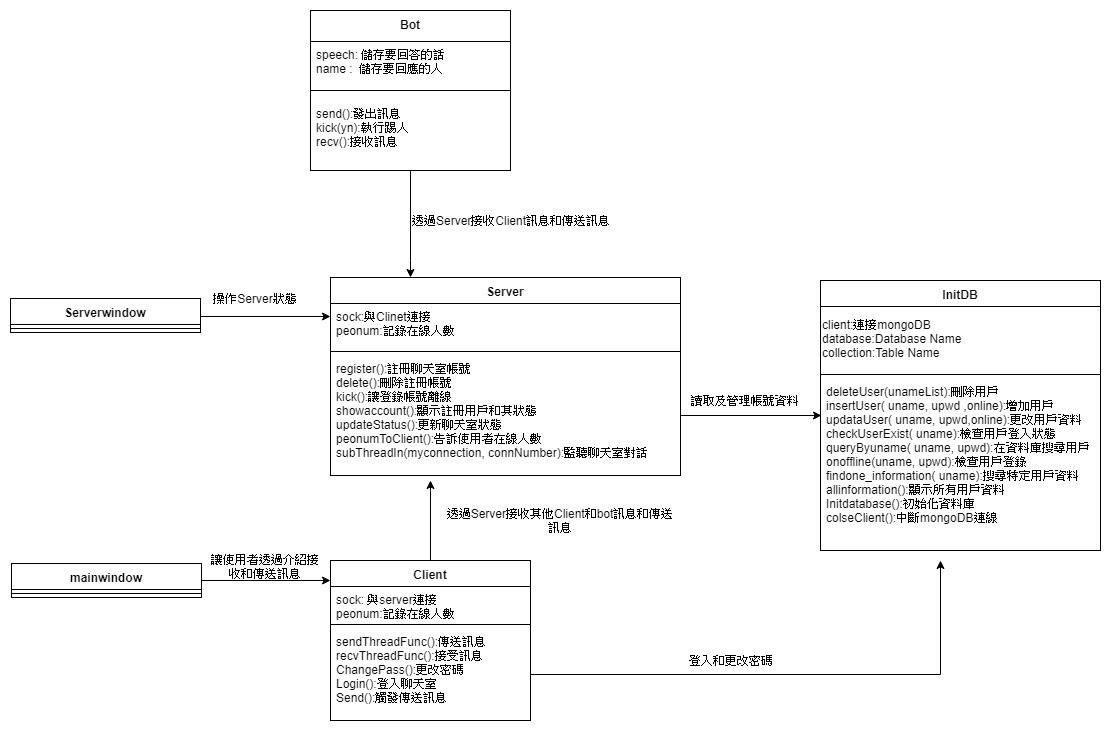 Bot
speech: 儲存要回答的話
name : 儲存要回應的人
send():發出訊息
kick(yn):執行踢人
recv():接收訊息
透過Server接收Client訊息和傳送訊息
Serverwindow
操作Server狀態
Server
sock:與Clinet連接
peonum:記錄在線人數
register():註冊聊天室帳號
delete():刪除註冊帳號
kick():讓登錄帳號離線
showaccount():顯示註冊用戶和其狀態
updateStatus():更新聊天室狀態
peonumToClient():告訴使用者在線人數
subThreadIn(myconnection, connNumber):監聽聊天室對話
讀取及管理帳號資料
InitDB
client:連接mongoDB
database:Database Name
collection:Table Name
deleteUser(unameList):刪除用戶
insertUser( uname, upwd ,online):增加用戶
updataUser( uname, upwd,online):更改用戶資料
checkUserExist( uname):檢查用戶登入狀態
queryByuname( uname, upwd):在資料庫搜尋用戶
onoffline(uname, upwd):檢查用戶登錄
findone_information( uname):搜尋特定用戶資料
allinformation():顯示所有用戶資料
Initdatabase():初始化資料庫
colseClient():中斷mongoDB連線
透過Server接收其他Client和bot訊息和傳送
訊息
mainwindow
讓使用者透過介紹接
收和傳送訊息
Client
sock: 與server連接
peonum:記錄在線人數
sendThreadFunc():傳送訊息
recvThreadFunc():接受訊息
ChangePass():更改密碼
Login():登入聊天室
Send():觸發傳送訊息
登入和更改密碼